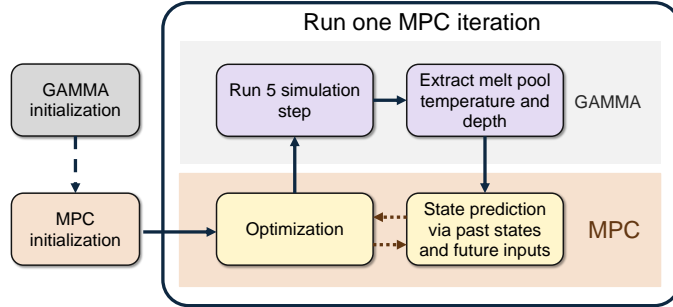 Run one MPC iteration
GAMMA
initialization
Run 5 simulation
step
Extract melt pool
temperature and
depth
GAMMA
MPC
initialization
Optimization
State prediction
via past states
and future inputs
MPC